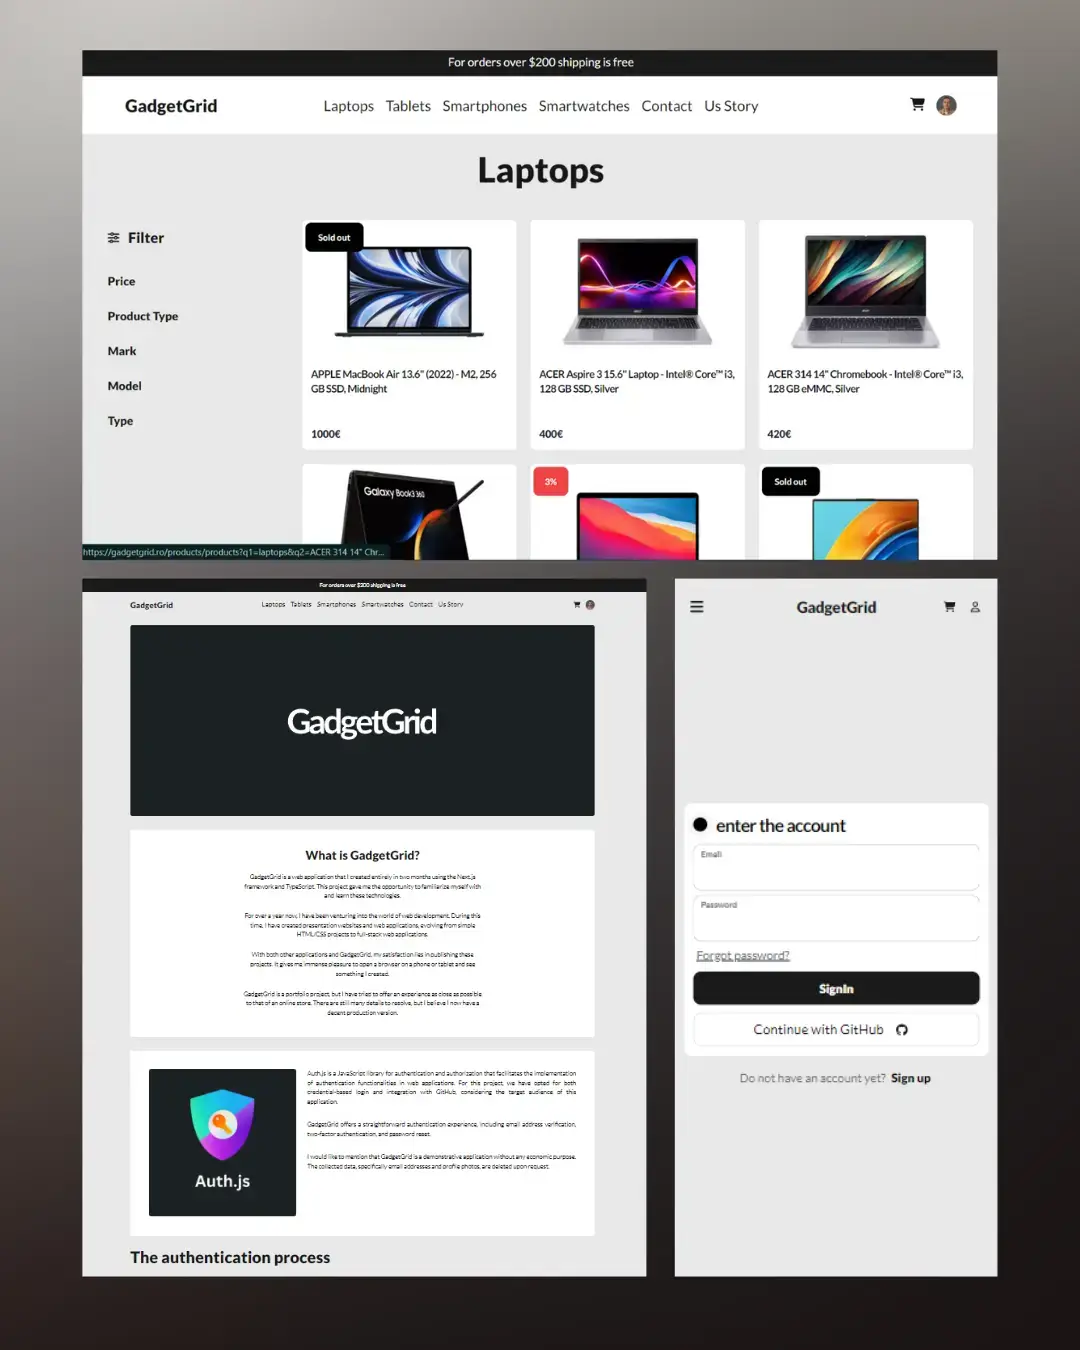 For orders over $200 shipping is free
GadgetGrid
Laptops Tablets Smartphones Smartwatches Contact Us Story
Laptops
Filter
Price
Product Type
Mark
Model
Type
Sold out
APPLE MacBook Air 13.6" (2022) - M2, 256
GB SSD, Midnight
1000€
ACER Aspire 3 15.6" Laptop - Intel® Core™ i3,
128 GB SSD, Silver
400€
ACER 314 14" Chromebook - Intel® Core™ i3,
128 GB eMMC, Silver
420€
Galaxy Book3 360
3%
Sold out
https://gadgetgrid.ro/products/products?q1=laptops&q2=ACER 314 14" Chr...
For orders over $200 shipping is free
GadgetGrid
Laptops Tablets Smartphones Smartwatches Contact Us Story
GadgetGrid
What is GadgetGrid?
GadgetGrid is a web application that I created entirely in two months using the Next.js
framework and TypeScript. This project gave me the opportunity to familiarize myself with
and learn these technologies.
For over a year now, I have been venturing into the world of web development. During this
time, I have created presentation websites and web applications, evolving from simple
HTML/CSS projects to full-stack web applications.
With both other applications and GadgetGrid, my satisfaction lies in publishing these
projects. It gives me immense pleasure to open a browser on a phone or tablet and see
something I created.
GadgetGrid is a portfolio project, but I have tried to offer an experience as close as possible
to that of an online store. There are still many details to resolve, but I believe I now have a
decent production version.
Auth.js
Auth.js is a JavaScript library for authentication and authorization that facilitates the implementation
of authentication functionalities in web applications. For this project, we have opted for both
credential-based login and integration with GitHub, considering the target audience of this
application.
GadgetGrid offers a straightforward authentication experience, including email address verification,
two-factor authentication, and password reset.
I would like to mention that GadgetGrid is a demonstrative application without any economic purpose.
The collected data, specifically email addresses and profile photos, are deleted upon request.
The authentication process
GadgetGrid
enter the account
Email
Password
Forgot password?
SignIn
Continue with GitHub
Do not have an account yet? Sign up